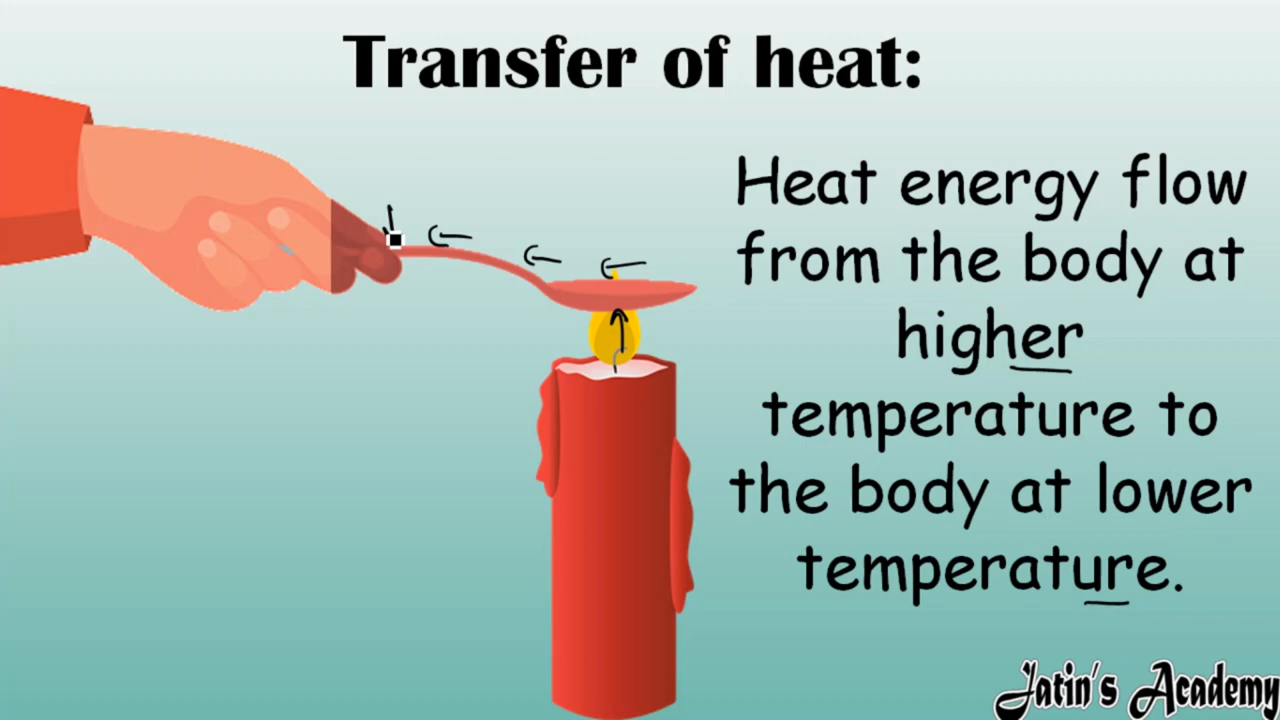 Transfer of heat:
Heat energy flow
from the body at
higher
temperature to
the body at lower
temperature.
Jatin's Academy